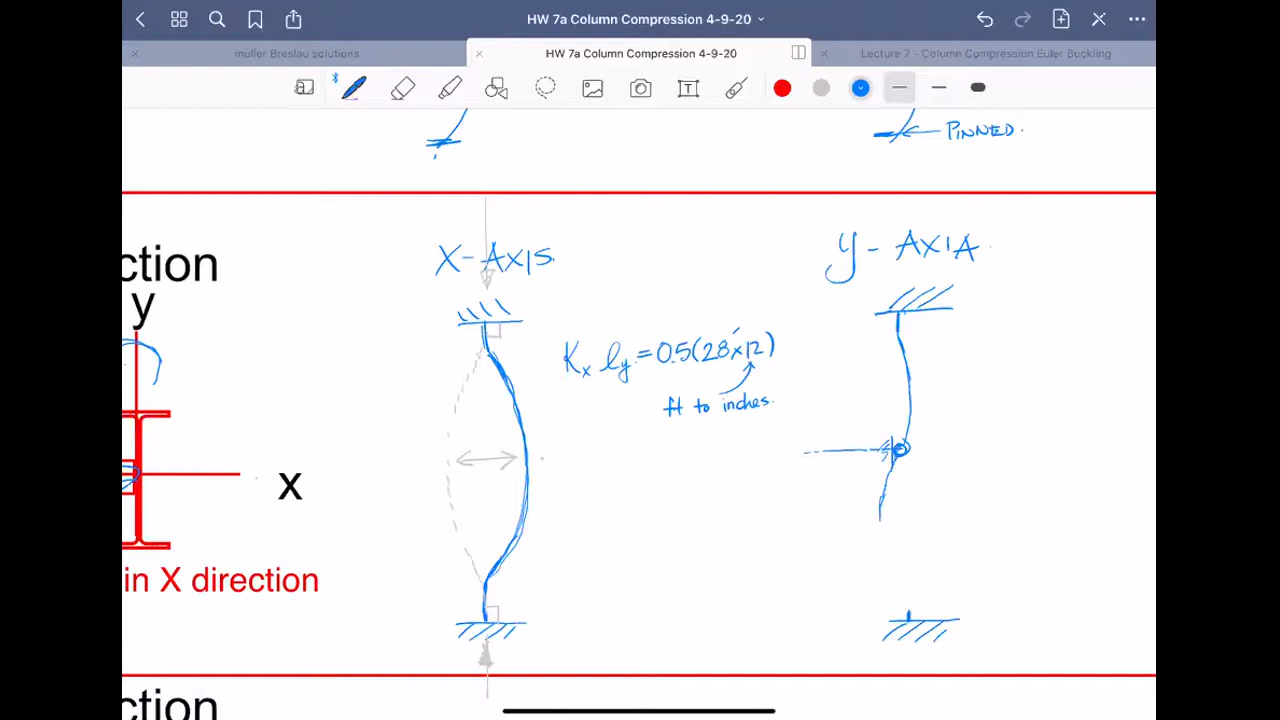 HW 7a Column Compression 4-9-20
muller Breslau solutions
HW 7a Column Compression 4-9-20
Lecture 7 - Column Compression Euler Buckling
T
PINNED
ction
y
x
in X direction
X-AXIS
Kx ly = 0.5(28'x12)
ft to inches.
y-AXIA
ction